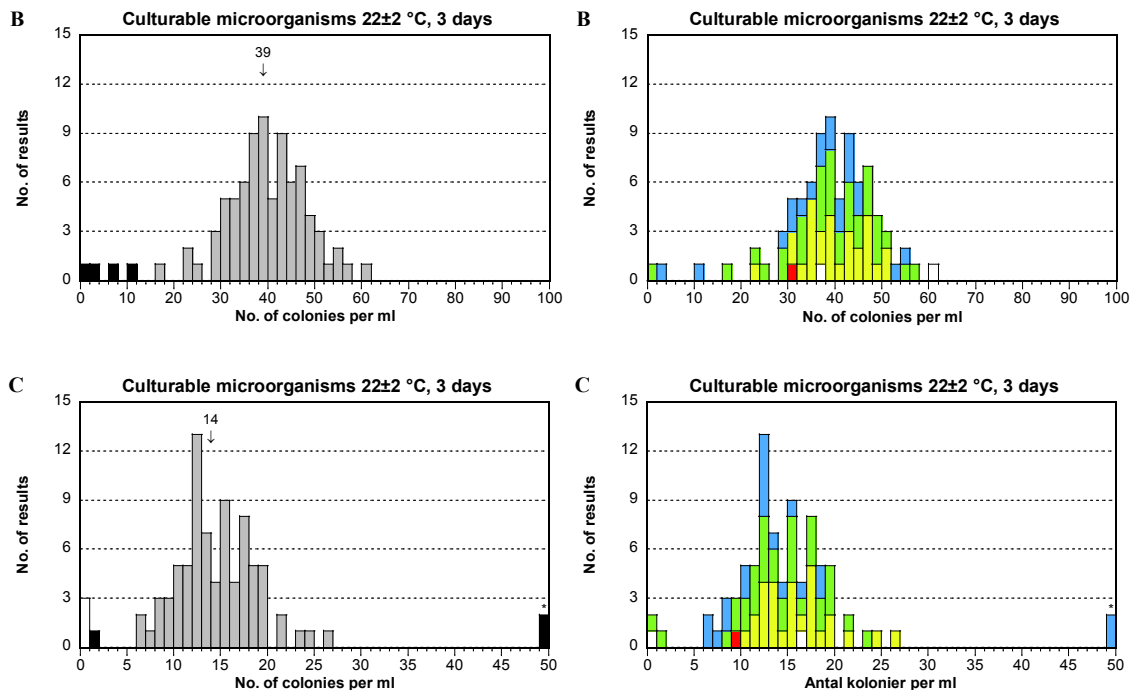 B
Culturable microorganisms 22±2 °C, 3 days
39
↓
15
12
9
6
3
0
No. of results
0 10 20 30 40 50 60 70 80 90 100
No. of colonies per ml
B
Culturable microorganisms 22±2 °C, 3 days
15
12
9
6
3
0
No. of results
0 10 20 30 40 50 60 70 80 90 100
No. of colonies per ml
C
Culturable microorganisms 22±2 °C, 3 days
14
↓
15
12
9
6
3
0
No. of results
*
0 5 10 15 20 25 30 35 40 45 50
No. of colonies per ml
C
Culturable microorganisms 22±2 °C, 3 days
15
12
9
6
3
0
No. of results
*
0 5 10 15 20 25 30 35 40 45 50
Antal kolonier per ml